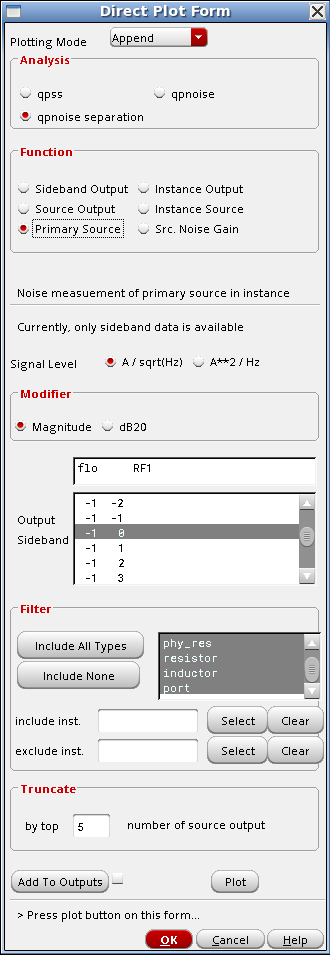 Direct Plot Form
Plotting Mode Append
Analysis
qpss qpnoise
qpnoise separation
Function
Sideband Output Instance Output
Source Output Instance Source
Primary Source Src. Noise Gain
Noise measuement of primary source in instance
Currently, only sideband data is available
Signal Level A / sqrt(Hz) A**2 / Hz
Modifier
Magnitude dB20
flo RF1
Output Sideband
-1 -2
-1 -1
-1 0
-1 1
-1 2
-1 3
Filter
Include All Types
Include None
phy_res
resistor
inductor
port
include inst. Select Clear
exclude inst. Select Clear
Truncate
by top 5 number of source output
Add To Outputs Plot
> Press plot button on this form...
OK Cancel Help